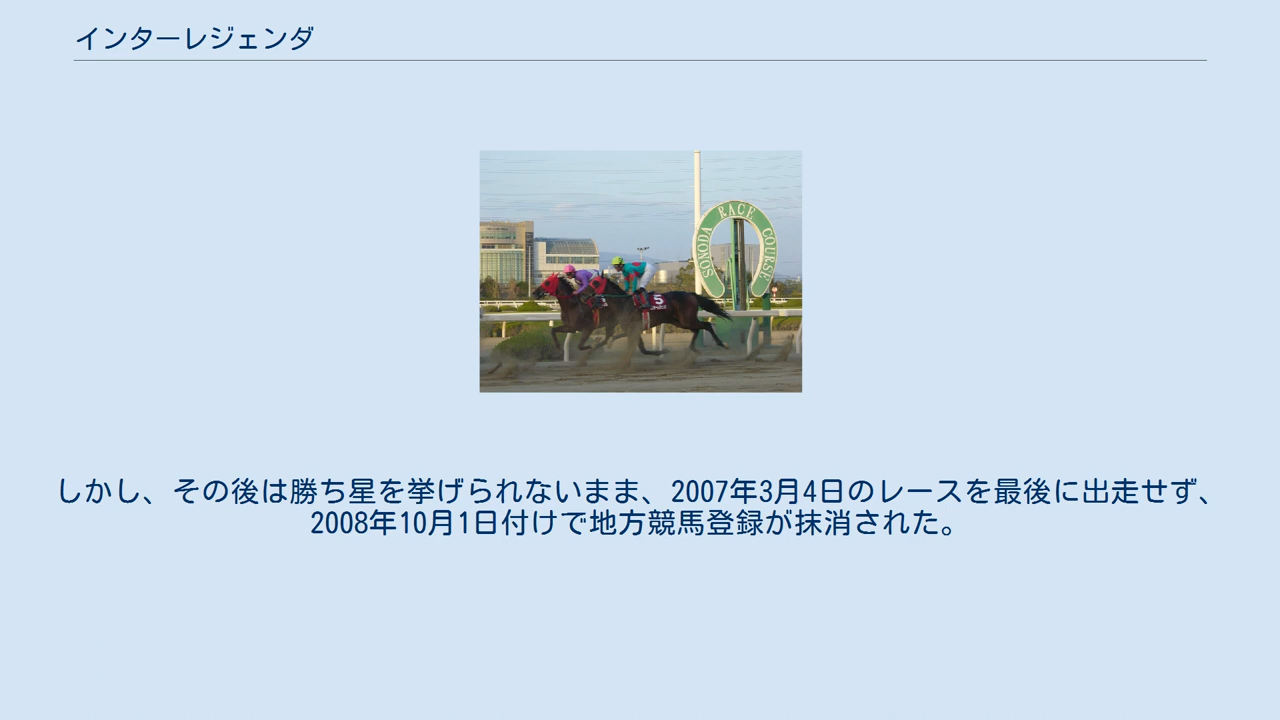 インターレジェンダ
SONODA RACE COURSE
5
しかし、その後は勝ち星を挙げられないまま、2007年3月4日のレースを最後に出走せず、
2008年10月1日付けで地方競馬登録が抹消された。